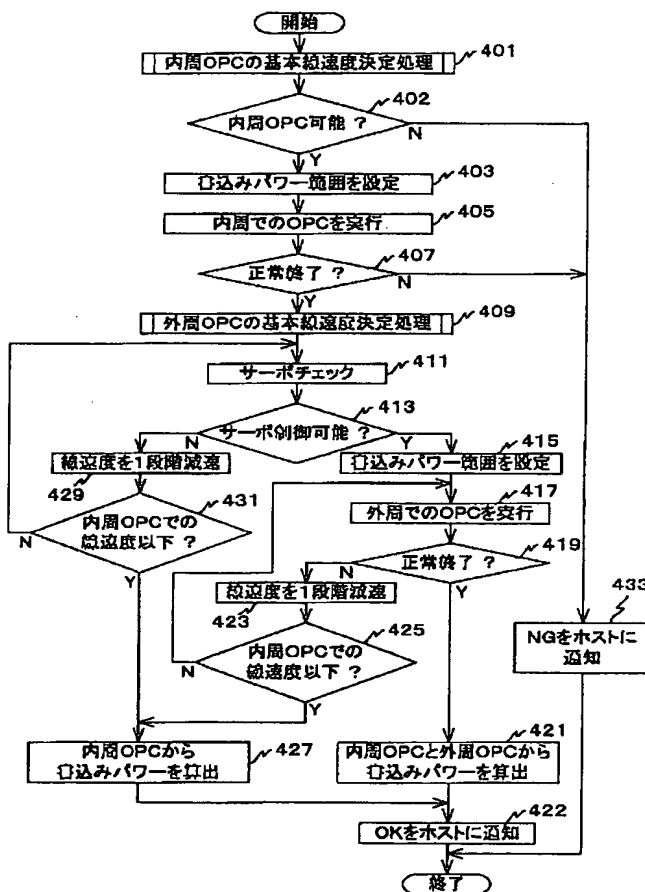 開始
内周OPCの基本線速度決定処理
401
402
内周OPC可能 ?
N
Y
書込みパワー範囲を設定
403
内周でのOPCを実行
405
407
正常終了 ?
N
Y
外周OPCの基本線速度決定処理
409
サーボチェック
411
413
サーボ制御可能 ?
N
Y
線速度を1段階減速
429
415
書込みパワー範囲を設定
431
内周OPCでの
線速度以下 ?
N
Y
417
外周でのOPCを実行
419
正常終了 ?
N
Y
線速度を1段階減速
423
425
内周OPCでの
線速度以下 ?
N
Y
433
NGをホストに
通知
内周OPCから
書込みパワーを算出
427
421
内周OPCと外周OPCから
書込みパワーを算出
422
OKをホストに通知
終了